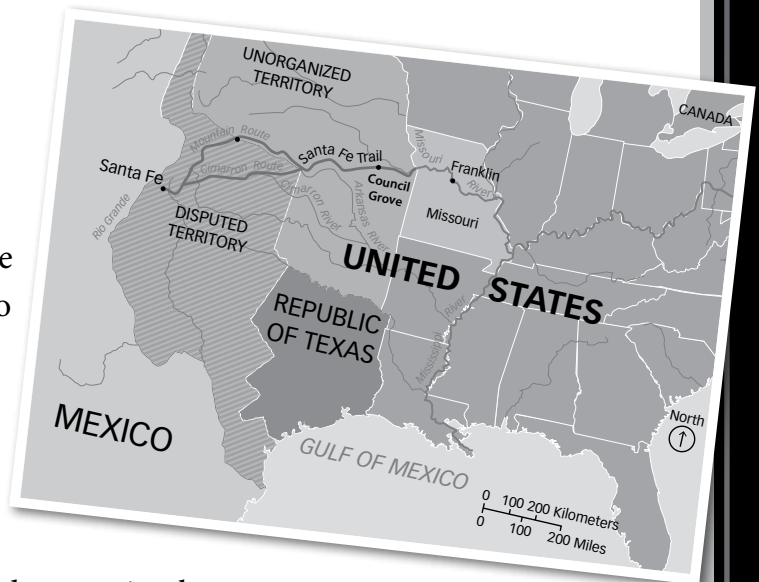 UNORGANIZED
TERRITORY
CANADA
Mountain Route
Missouri
River
Santa Fe Trail
Franklin
Santa Fe
Cimarron Route
Council
Grove
Cimarron River
Arkansas River
Missouri
Rio Grande
DISPUTED
TERRITORY
UNITED STATES
REPUBLIC
OF TEXAS
Mississippi River
MEXICO
GULF OF MEXICO
North
0 100 200 Kilometers
0 100 200 Miles
e
o